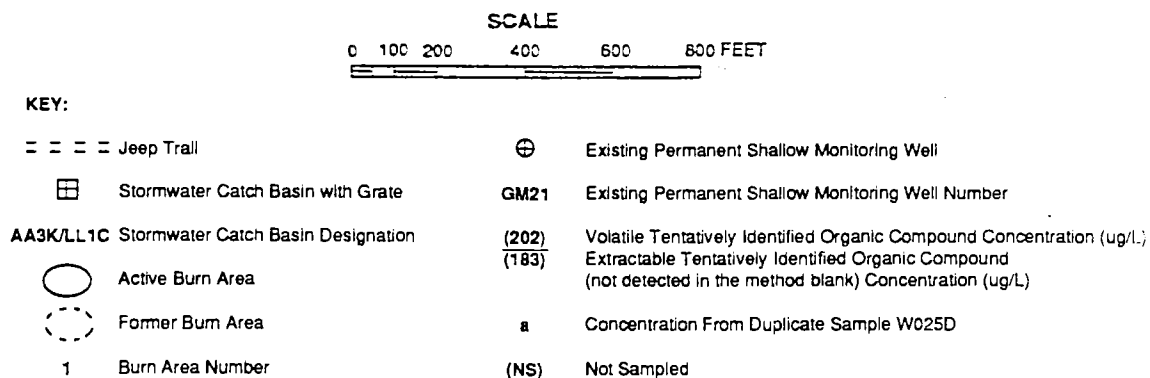 SCALE
0 100 200 400 600 800 FEET
KEY:
Jeep Trail
Stormwater Catch Basin with Grate
AA3K/LL1C Stormwater Catch Basin Designation
Active Burn Area
Former Burn Area
1 Burn Area Number
Existing Permanent Shallow Monitoring Well
GM21 Existing Permanent Shallow Monitoring Well Number
(202) Volatile Tentatively Identified Organic Compound Concentration (ug/L)
(183) Extractable Tentatively Identified Organic Compound
(not detected in the method blank) Concentration (ug/L)
a Concentration From Duplicate Sample W025D
(NS) Not Sampled